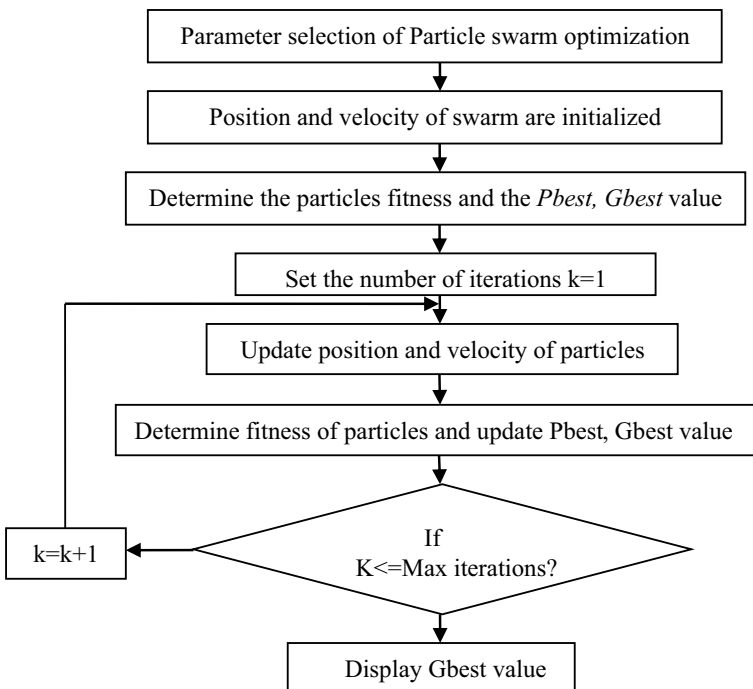 Parameter selection of Particle swarm optimization
Position and velocity of swarm are initialized
Determine the particles fitness and the Pbest, Gbest value
Set the number of iterations k=1
Update position and velocity of particles
Determine fitness of particles and update Pbest, Gbest value
If
K<=Max iterations?
k=k+1
Display Gbest value